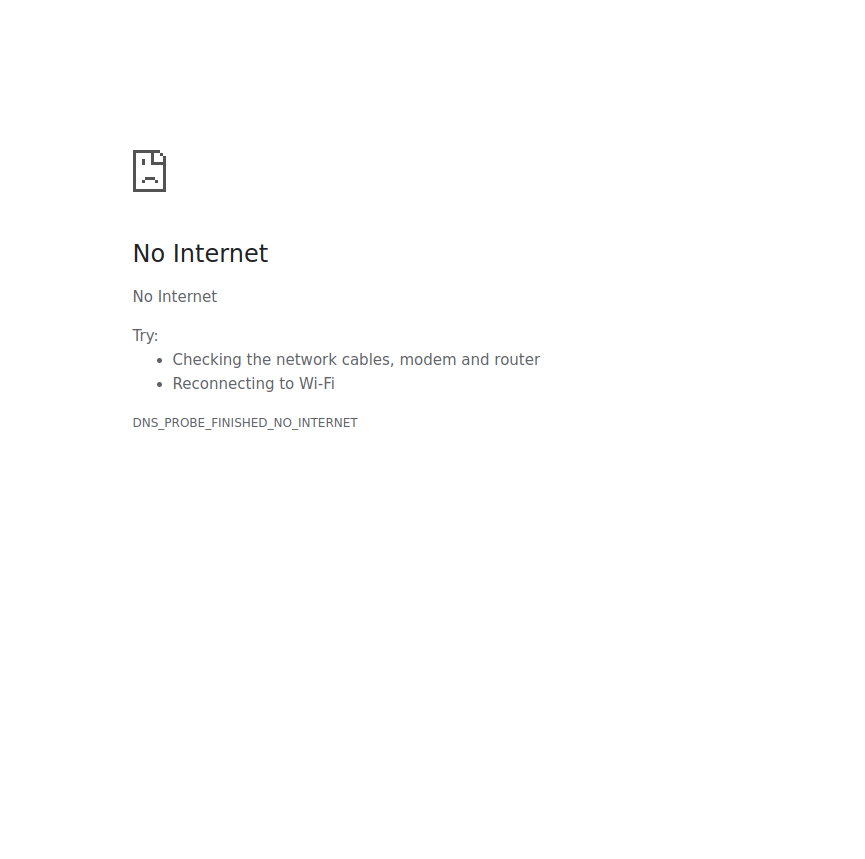 No Internet
No Internet
Try:
Checking the network cables, modem and router
Reconnecting to Wi-Fi
DNS_PROBE_FINISHED_NO_INTERNET